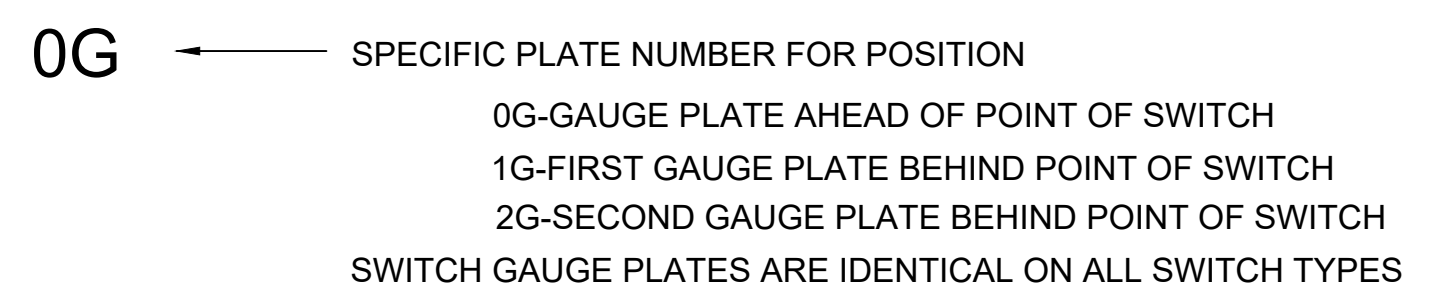 0G SPECIFIC PLATE NUMBER FOR POSITION
0G-GAUGE PLATE AHEAD OF POINT OF SWITCH
1G-FIRST GAUGE PLATE BEHIND POINT OF SWITCH
2G-SECOND GAUGE PLATE BEHIND POINT OF SWITCH
SWITCH GAUGE PLATES ARE IDENTICAL ON ALL SWITCH TYPES